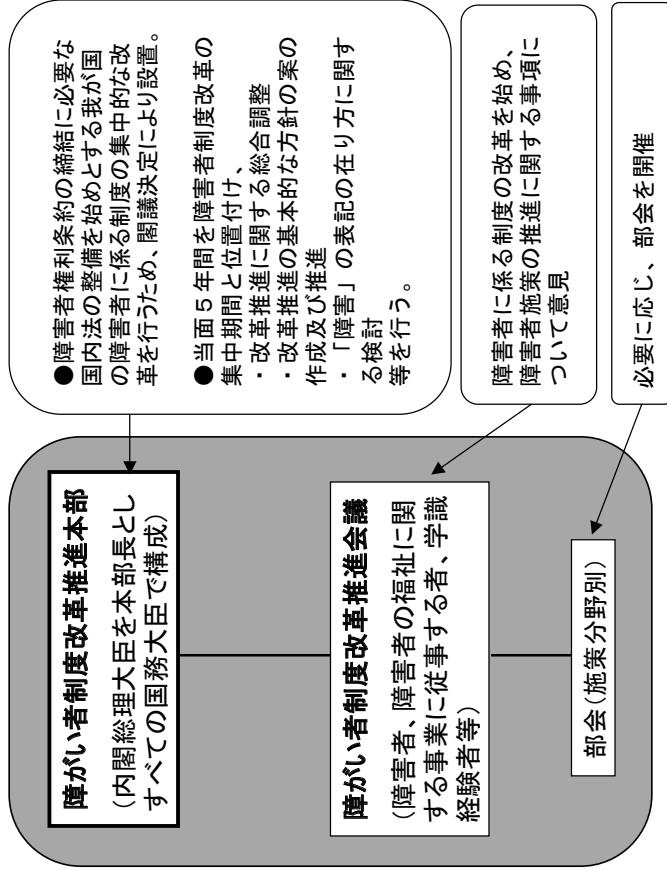 障がい者制度改革推進本部
（内閣総理大臣を本部長とし
すべての国務大臣で構成）
●障害者権利条約の締結に必要な
国内法の整備を始めとする我が国
の障害者に係る制度の集中的な改
革を行うため、閣議決定により設置。
●当面５年間を障害者制度改革の
集中期間と位置付け、
・改革推進に関する総合調整
・改革推進の基本的な方針の案の
作成及び推進
・「障害」の表記の在り方に関す
る検討
等を行う。
障がい者制度改革推進会議
（障害者、障害者の福祉に関
する事業に従事する者、学識
経験者等）
障害者に係る制度の改革を始め、
障害者施策の推進に関する事項に
ついて意見
部会（施策分野別）
必要に応じ、部会を開催